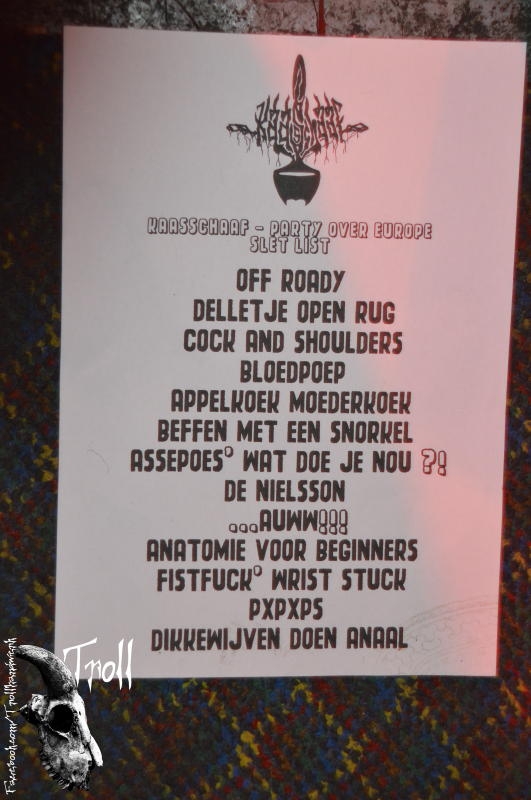 Kaasschaaf
KAASSCHAAF - PARTY OVER EUROPE
SLET LIST
OFF ROADY
DELLETJE OPEN RUG
COCK AND SHOULDERS
BLOEDPOEP
APPELKOEK MOEDERKOEK
BEFFEN MET EEN SNORKEL
ASSEPOES' WAT DOE JE NOU ?!
DE NIELSSON
...AUWW!!!
ANATOMIE VOOR BEGINNERS
FISTFUCK' WRIST STUCK
PXPXPS
DIKKEWIJVEN DOEN ANAAL
Troll